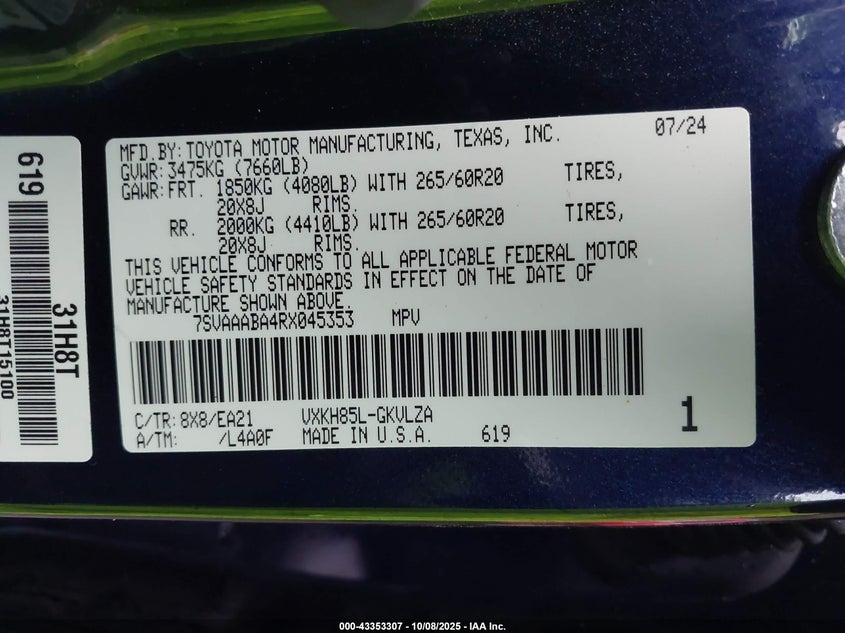 619
31H8T
31H8T15100
MFD.BY: TOYOTA MOTOR MANUFACTURING, TEXAS, INC. 07/24
GVWR: 3475KG (7660LB)
GAWR: FRT. 1850KG (4080LB) WITH 265/60R20 TIRES,
20X8J RIMS.
RR. 2000KG (4410LB) WITH 265/60R20 TIRES,
20X8J RIMS.
THIS VEHICLE CONFORMS TO ALL APPLICABLE FEDERAL MOTOR
VEHICLE SAFETY STANDARDS IN EFFECT ON THE DATE OF
MANUFACTURE SHOWN ABOVE.
7SVAAABA4RX045353 MPV
C/TR: 8X8/EA21 VXKH85L-GKVLZA
A/TM: /L4A0F MADE IN U.S.A. 619
1
000-43353307 - 10/08/2025 - IAA Inc.